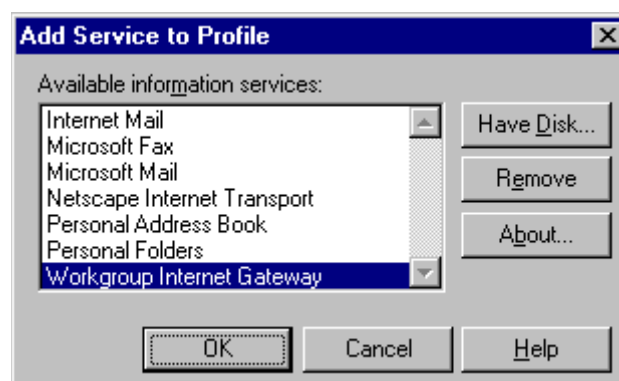 Add Service to Profile
Available information services:
Internet Mail
Microsoft Fax
Microsoft Mail
Netscape Internet Transport
Personal Address Book
Personal Folders
Workgroup Internet Gateway
Have Disk...
Remove
About...
OK
Cancel
Help